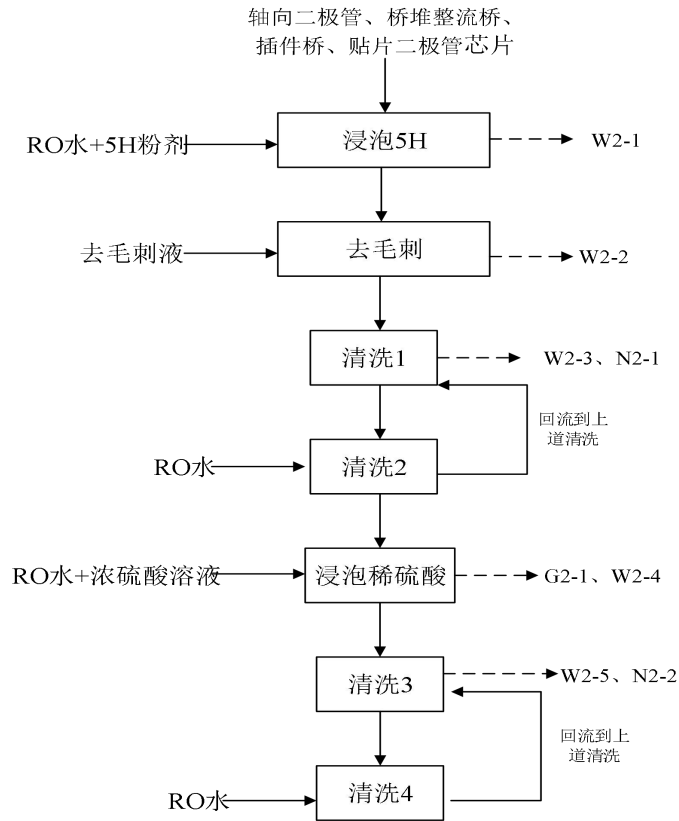 轴向二极管、桥堆整流桥、
插件桥、贴片二极管芯片
RO水+5H粉剂
浸泡5H
W2-1
去毛刺液
去毛刺
W2-2
清洗1
W2-3、N2-1
回流到上
道清洗
RO水
清洗2
RO水+浓硫酸溶液
浸泡稀硫酸
G2-1、W2-4
清洗3
W2-5、N2-2
回流到上
道清洗
RO水
清洗4